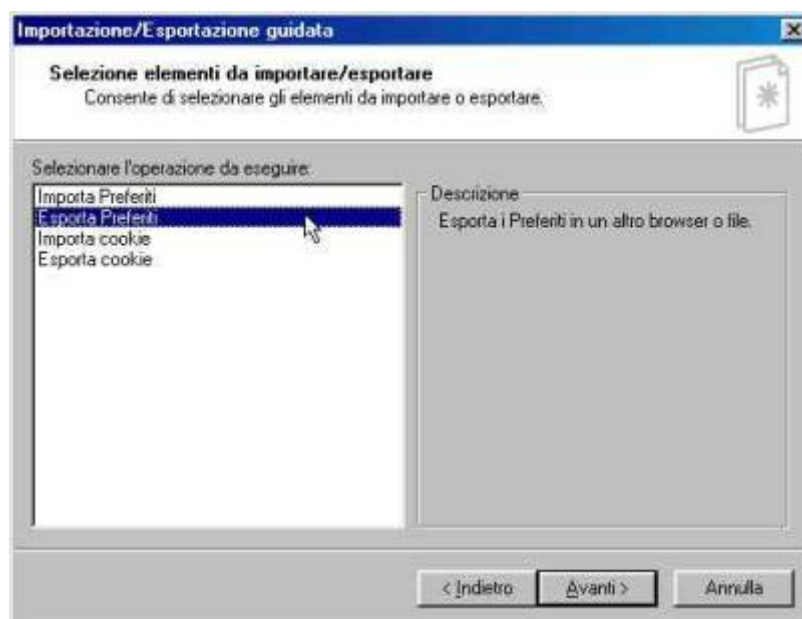 Importazione/Esportazione guidata
Selezione elementi da importare/esportare
Consente di selezionare gli elementi da importare o esportare.
Selezionare l'operazione da eseguire:
Importa Preferiti
Esporta Preferiti
Importa cookie
Esporta cookie
Descrizione
Esporta i Preferiti in un altro browser o file.
< Indietro
Avanti >
Annulla